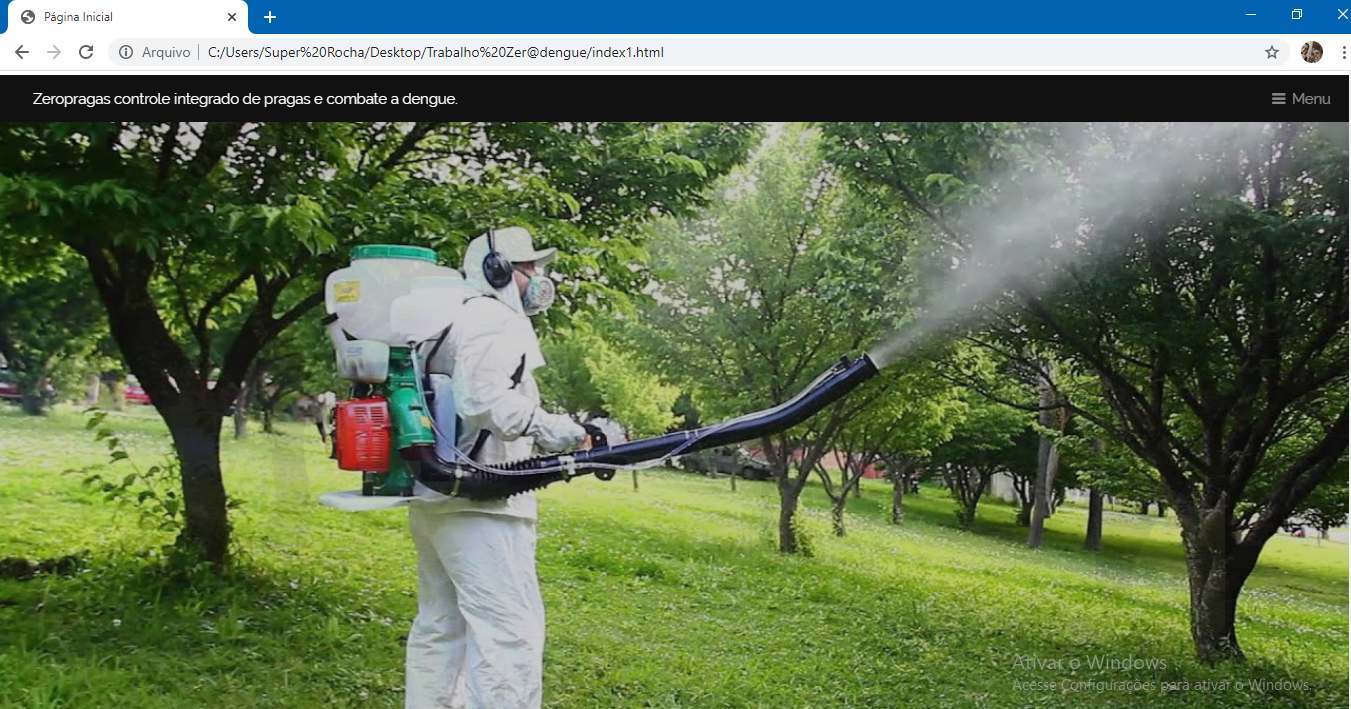 Página Inicial
Arquivo | C:/Users/Super%20Rocha/Desktop/Trabalho%20Zer@dengue/index1.html
Zeropragas controle integrado de pragas e combate a dengue.
Menu
Ativar o Windows
Acesse Configurações para ativar o Windows.